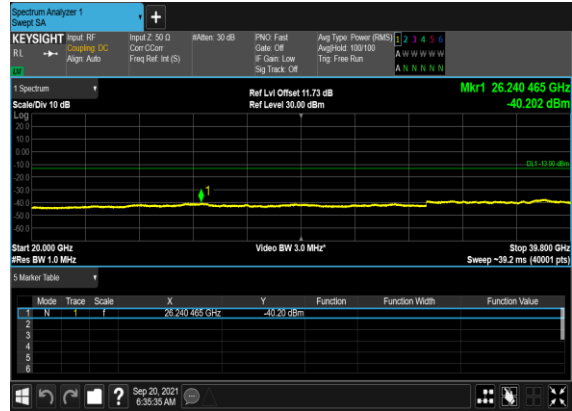 Spectrum Analyzer 1
Swept SA
+
KEYSIGHT Input: RF Input Z: 50 Ω #Atten: 30 dB PNO: Fast Avg Type: Power (RMS) 1 2 3 4 5 6
RL Coupling: DC Corr CCorr Gate: Off Avg|Hold: 100/100 A W W W W W
Align: Auto Freq Ref: Int (S) IF Gain: Low Trig: Free Run
Sig Track: Off A N N N N N
1 Spectrum Ref Lvl Offset 11.73 dB Mkr1 26.240 465 GHz
Scale/Div 10 dB Ref Level 30.00 dBm -40.202 dBm
Log
20.0
10.0
0.00
-10.0 DL1 -13.00 dBm
-20.0
-30.0 1
-40.0
-50.0
-60.0
Start 20.000 GHz Video BW 3.0 MHz* Stop 39.800 GHz
#Res BW 1.0 MHz Sweep ~39.2 ms (40001 pts)
5 Marker Table
Mode Trace Scale X Y Function Function Width Function Value
1 N 1 f 26.240 465 GHz -40.20 dBm
2
3
4
5
6
? Sep 20, 2021
6:35:35 AM